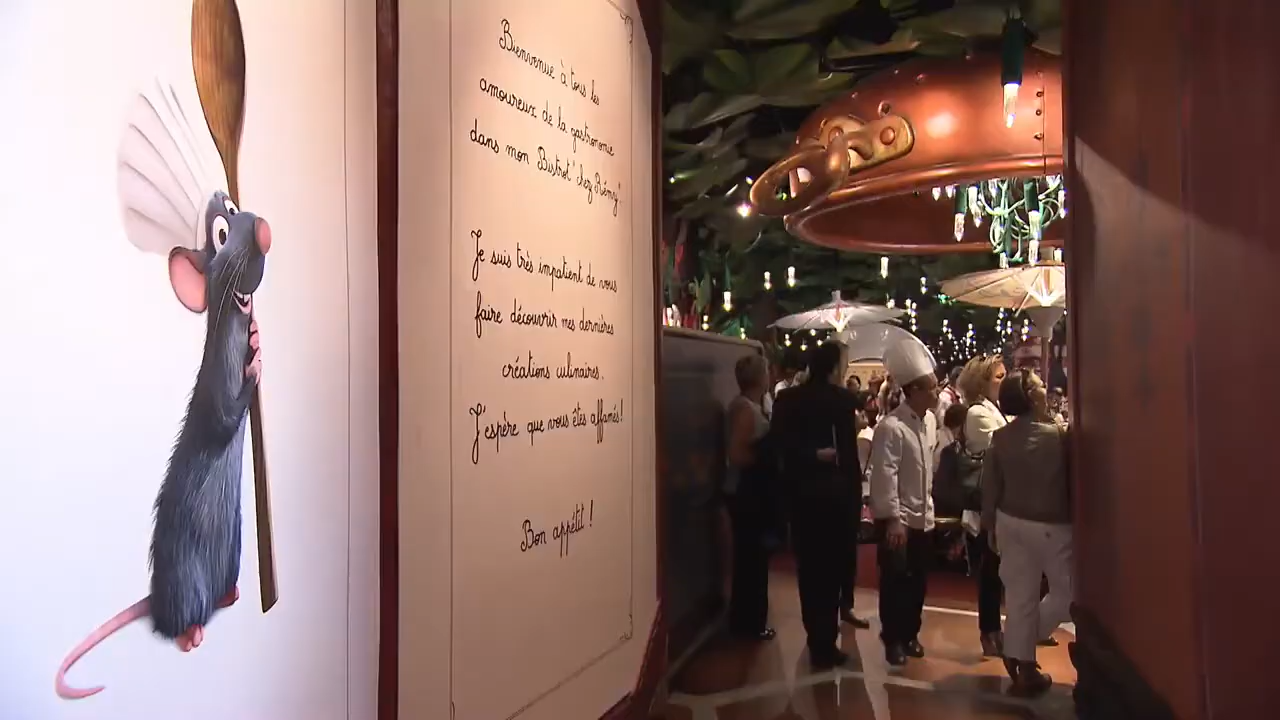 Bienvenue à tous les
amoureux de la gastronomie
dans mon Bistrot "chez Rémy"
Je suis très impatient de vous
faire découvrir mes dernières
créations culinaires.
J'espère que vous êtes affamés!
Bon appétit!